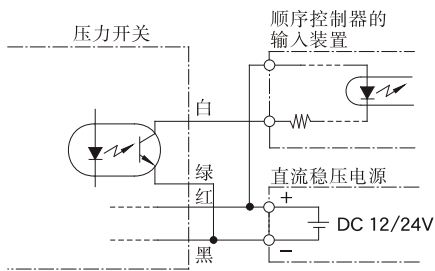 顺序控制器的
输入装置
压力开关
白
绿
红
直流稳压电源
+
DC 12/24V
黑
−